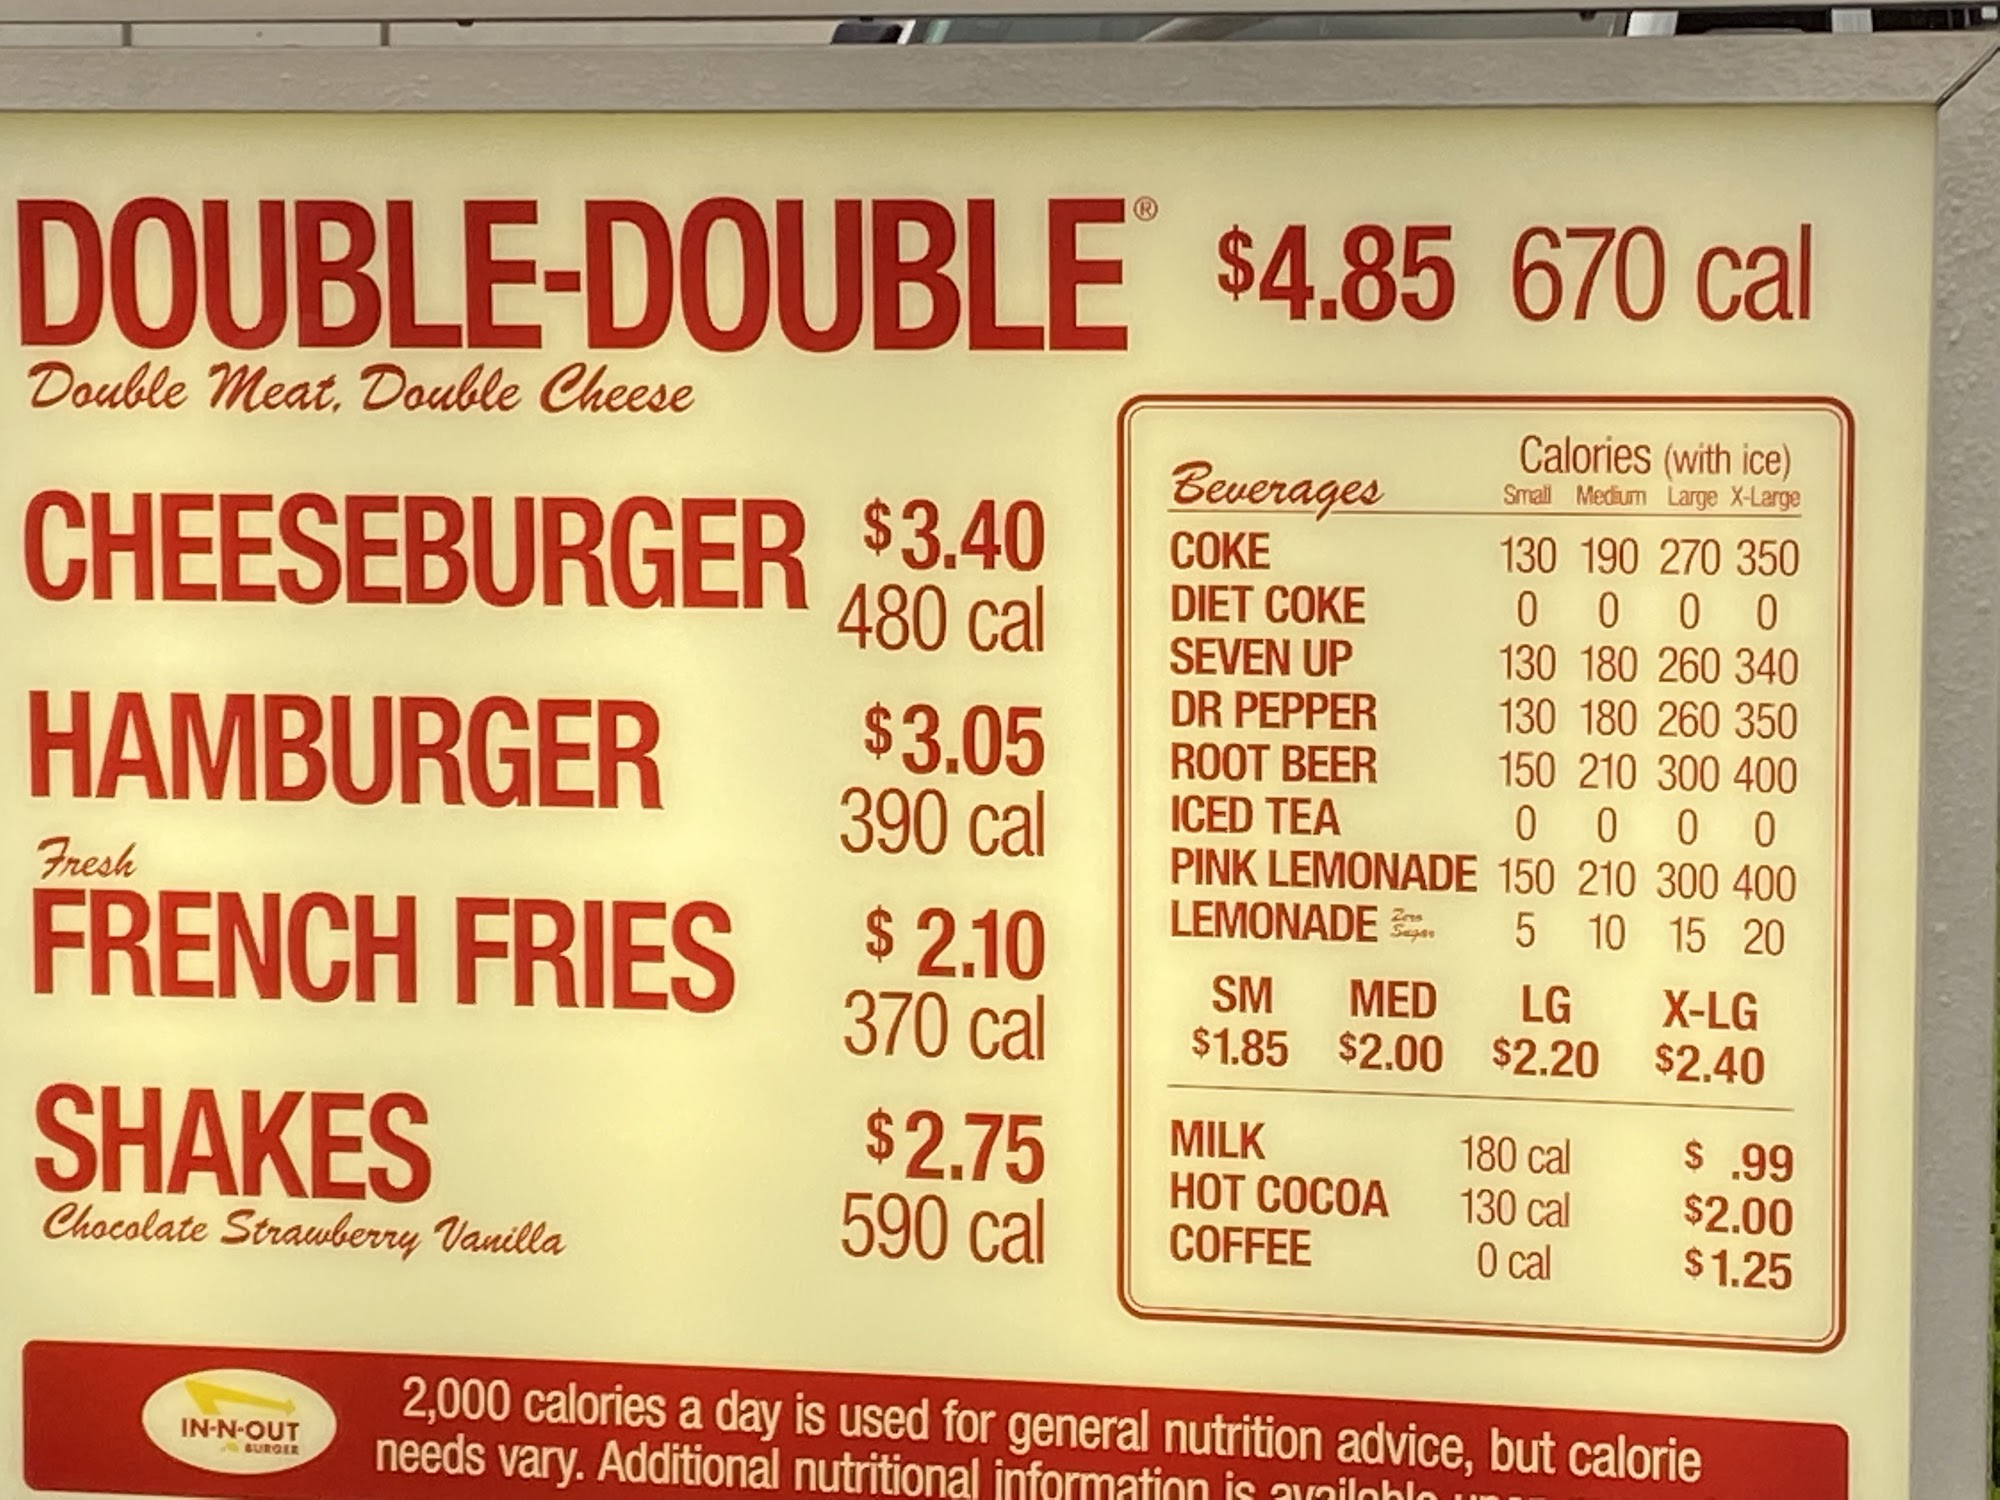 DOUBLE-DOUBLE® $4.85 670 cal
Double Meat, Double Cheese
CHEESEBURGER $3.40
480 cal
HAMBURGER $3.05
390 cal
Fresh
FRENCH FRIES $2.10
370 cal
SHAKES $2.75
Chocolate Strawberry Vanilla 590 cal
Beverages Calories (with ice)
Small Medium Large X-Large
COKE 130 190 270 350
DIET COKE 0 0 0 0
SEVEN UP 130 180 260 340
DR PEPPER 130 180 260 350
ROOT BEER 150 210 300 400
ICED TEA 0 0 0 0
PINK LEMONADE 150 210 300 400
LEMONADE Zero Sugar 5 10 15 20
SM MED LG X-LG
$1.85 $2.00 $2.20 $2.40
MILK 180 cal $ .99
HOT COCOA 130 cal $2.00
COFFEE 0 cal $1.25
IN-N-OUT
BURGER
2,000 calories a day is used for general nutrition advice, but calorie
needs vary. Additional nutritional information is available